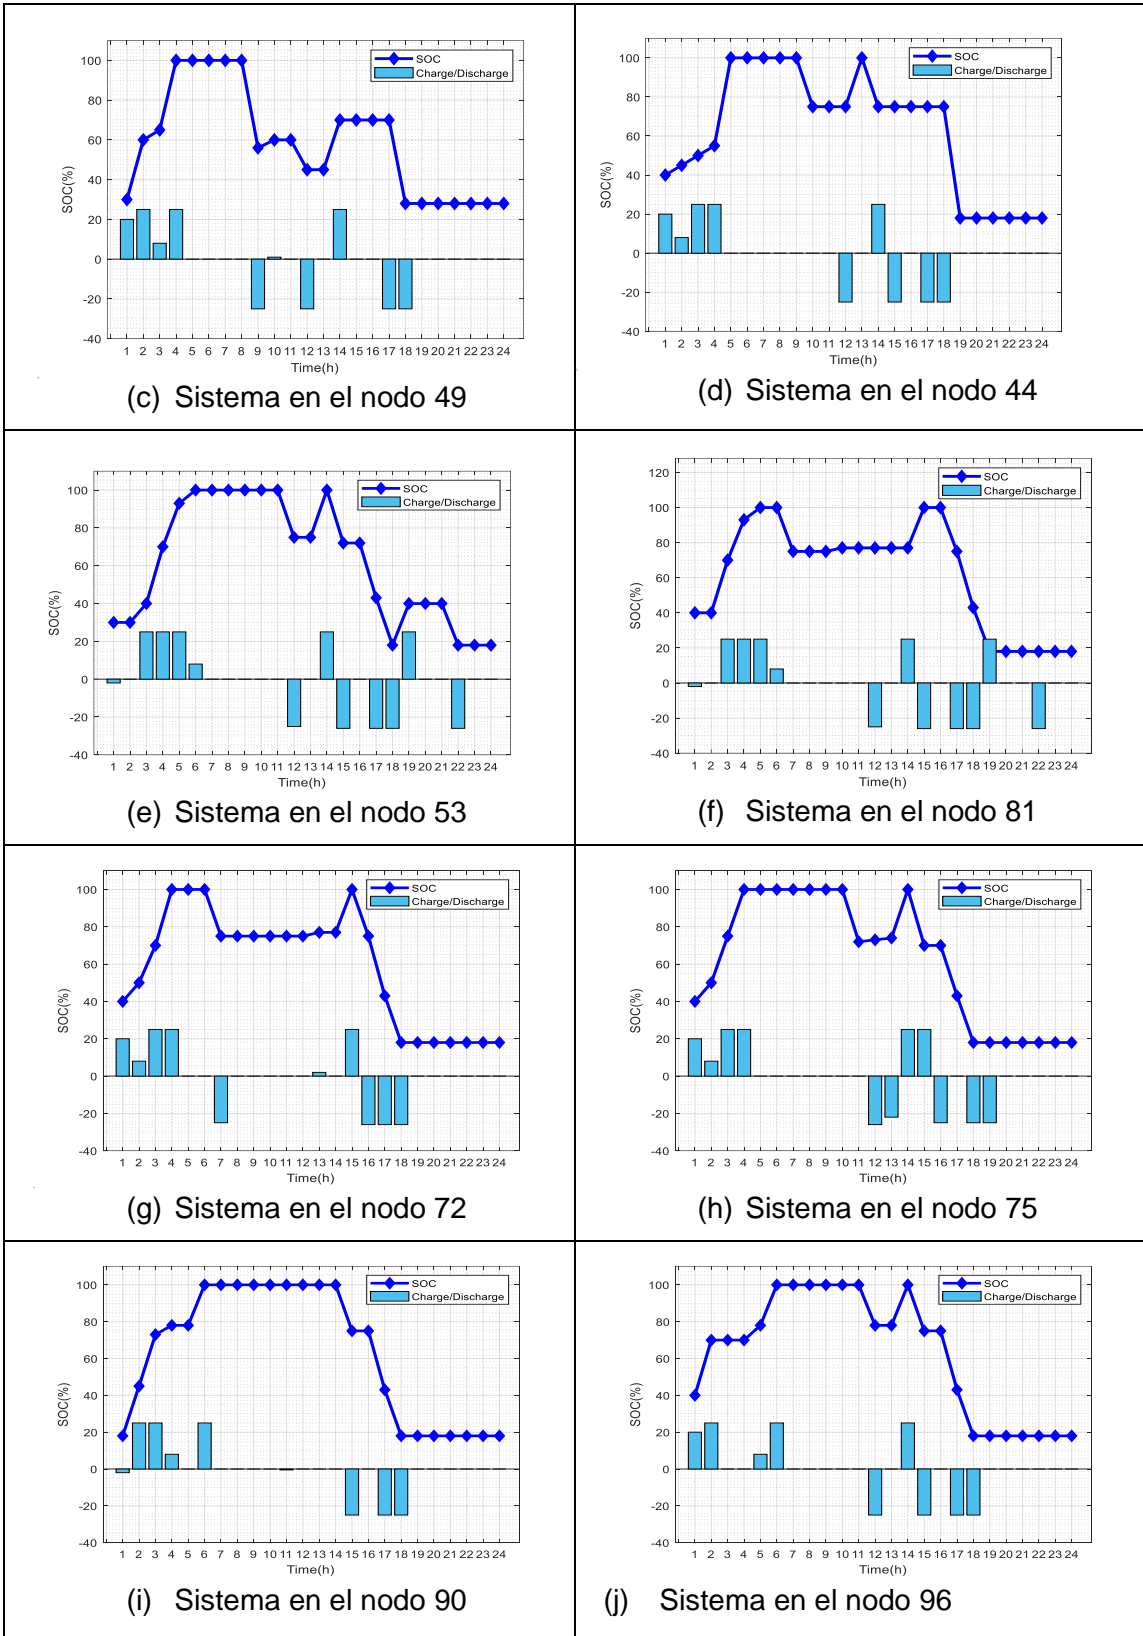 100
80
60
40
20
0
-20
-40
SOC(%)
SOC
Charge/Discharge
1 2 3 4 5 6 7 8 9 10 11 12 13 14 15 16 17 18 19 20 21 22 23 24
Time(h)
(c) Sistema en el nodo 49
100
80
60
40
20
0
-20
-40
SOC(%)
SOC
Charge/Discharge
1 2 3 4 5 6 7 8 9 10 11 12 13 14 15 16 17 18 19 20 21 22 23 24
Time(h)
(d) Sistema en el nodo 44
100
80
60
40
20
0
-20
-40
SOC(%)
SOC
Charge/Discharge
1 2 3 4 5 6 7 8 9 10 11 12 13 14 15 16 17 18 19 20 21 22 23 24
Time(h)
(e) Sistema en el nodo 53
120
100
80
60
40
20
0
-20
-40
SOC(%)
SOC
Charge/Discharge
1 2 3 4 5 6 7 8 9 10 11 12 13 14 15 16 17 18 19 20 21 22 23 24
Time(h)
(f) Sistema en el nodo 81
100
80
60
40
20
0
-20
-40
SOC(%)
SOC
Charge/Discharge
1 2 3 4 5 6 7 8 9 10 11 12 13 14 15 16 17 18 19 20 21 22 23 24
Time(h)
(g) Sistema en el nodo 72
100
80
60
40
20
0
-20
-40
SOC(%)
SOC
Charge/Discharge
1 2 3 4 5 6 7 8 9 10 11 12 13 14 15 16 17 18 19 20 21 22 23 24
Time(h)
(h) Sistema en el nodo 75
100
80
60
40
20
0
-20
-40
SOC(%)
SOC
Charge/Discharge
1 2 3 4 5 6 7 8 9 10 11 12 13 14 15 16 17 18 19 20 21 22 23 24
Time(h)
(i) Sistema en el nodo 90
100
80
60
40
20
0
-20
-40
SOC(%)
SOC
Charge/Discharge
1 2 3 4 5 6 7 8 9 10 11 12 13 14 15 16 17 18 19 20 21 22 23 24
Time(h)
(j) Sistema en el nodo 96